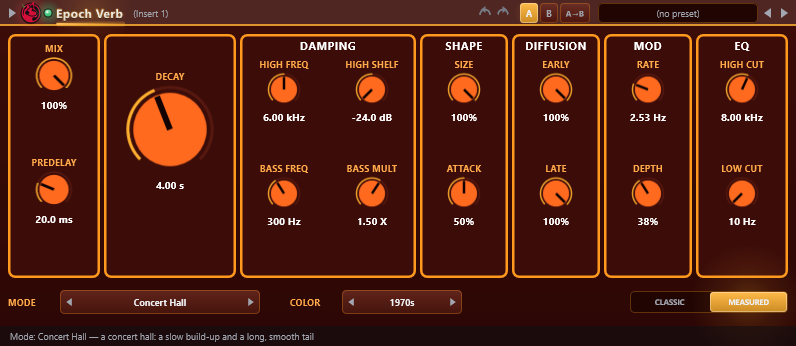 Epoch Verb (Insert 1) A B A→B (no preset)
MIX
100%
PREDELAY
20.0 ms
DECAY
4.00 s
DAMPING
HIGH FREQ HIGH SHELF
6.00 kHz -24.0 dB
BASS FREQ BASS MULT
300 Hz 1.50 X
SHAPE
SIZE
100%
ATTACK
50%
DIFFUSION
EARLY
100%
LATE
100%
MOD
RATE
2.53 Hz
DEPTH
38%
EQ
HIGH CUT
8.00 kHz
LOW CUT
10 Hz
MODE Concert Hall COLOR 1970s CLASSIC MEASURED
Mode: Concert Hall — a concert hall: a slow build-up and a long, smooth tail